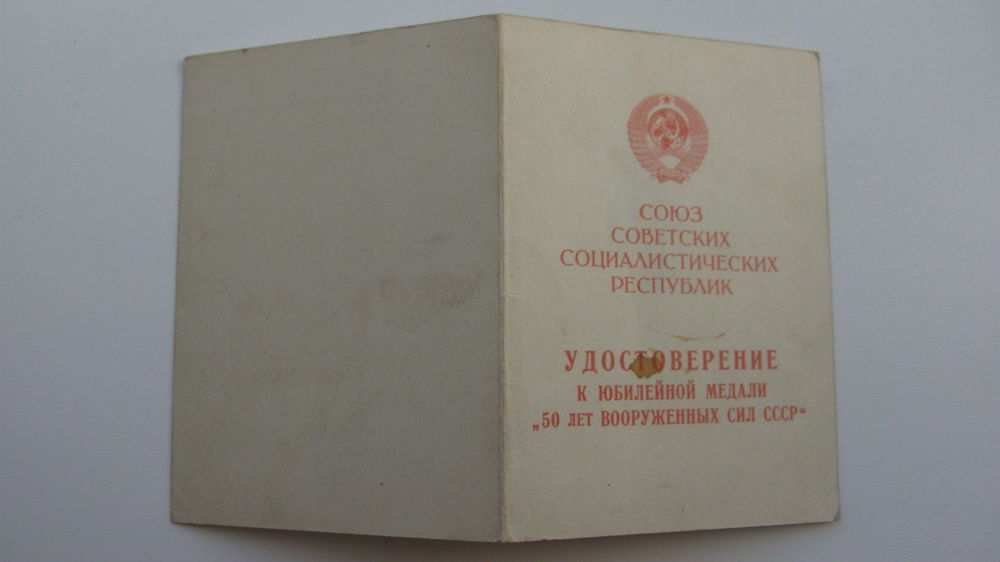 СОЮЗ
СОВЕТСКИХ
СОЦИАЛИСТИЧЕСКИХ
РЕСПУБЛИК
УДОСТОВЕРЕНИЕ
К ЮБИЛЕЙНОЙ МЕДАЛИ
„50 ЛЕТ ВООРУЖЕННЫХ СИЛ СССР“